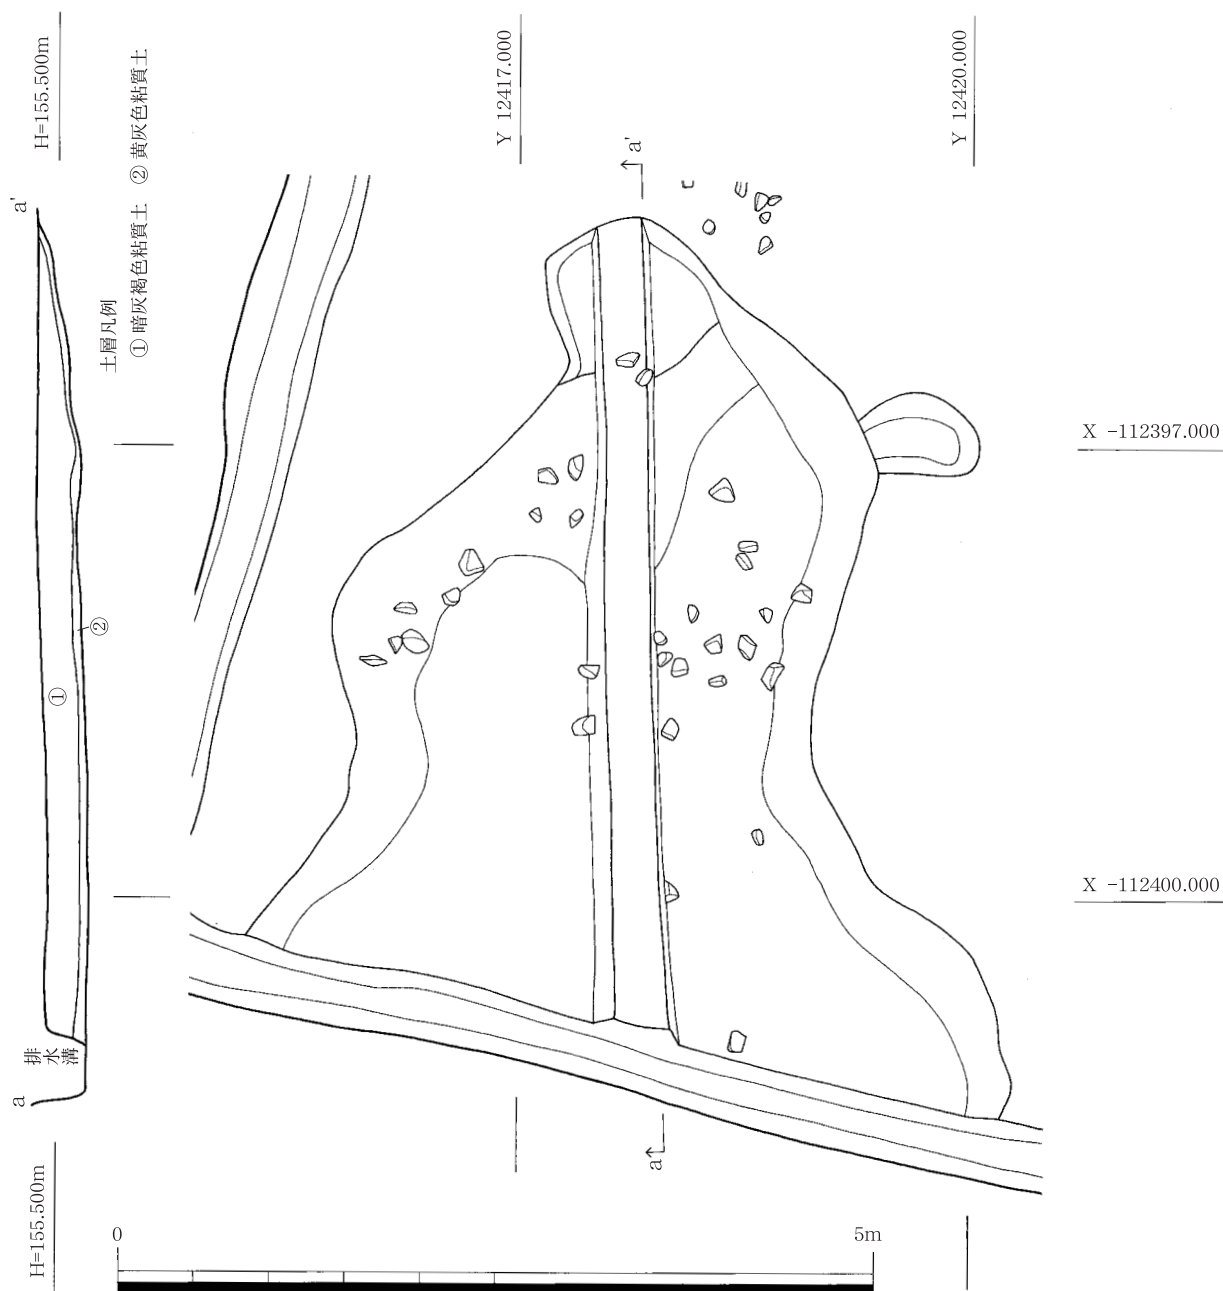 H=155.500m
土層凡例
① 暗灰褐色粘質土 ② 黄灰色粘質土
Y 12417.000
Y 12420.000
a'
a'
X -112397.000
②
①
X -112400.000
排水溝
a
a
H=155.500m
0 5m